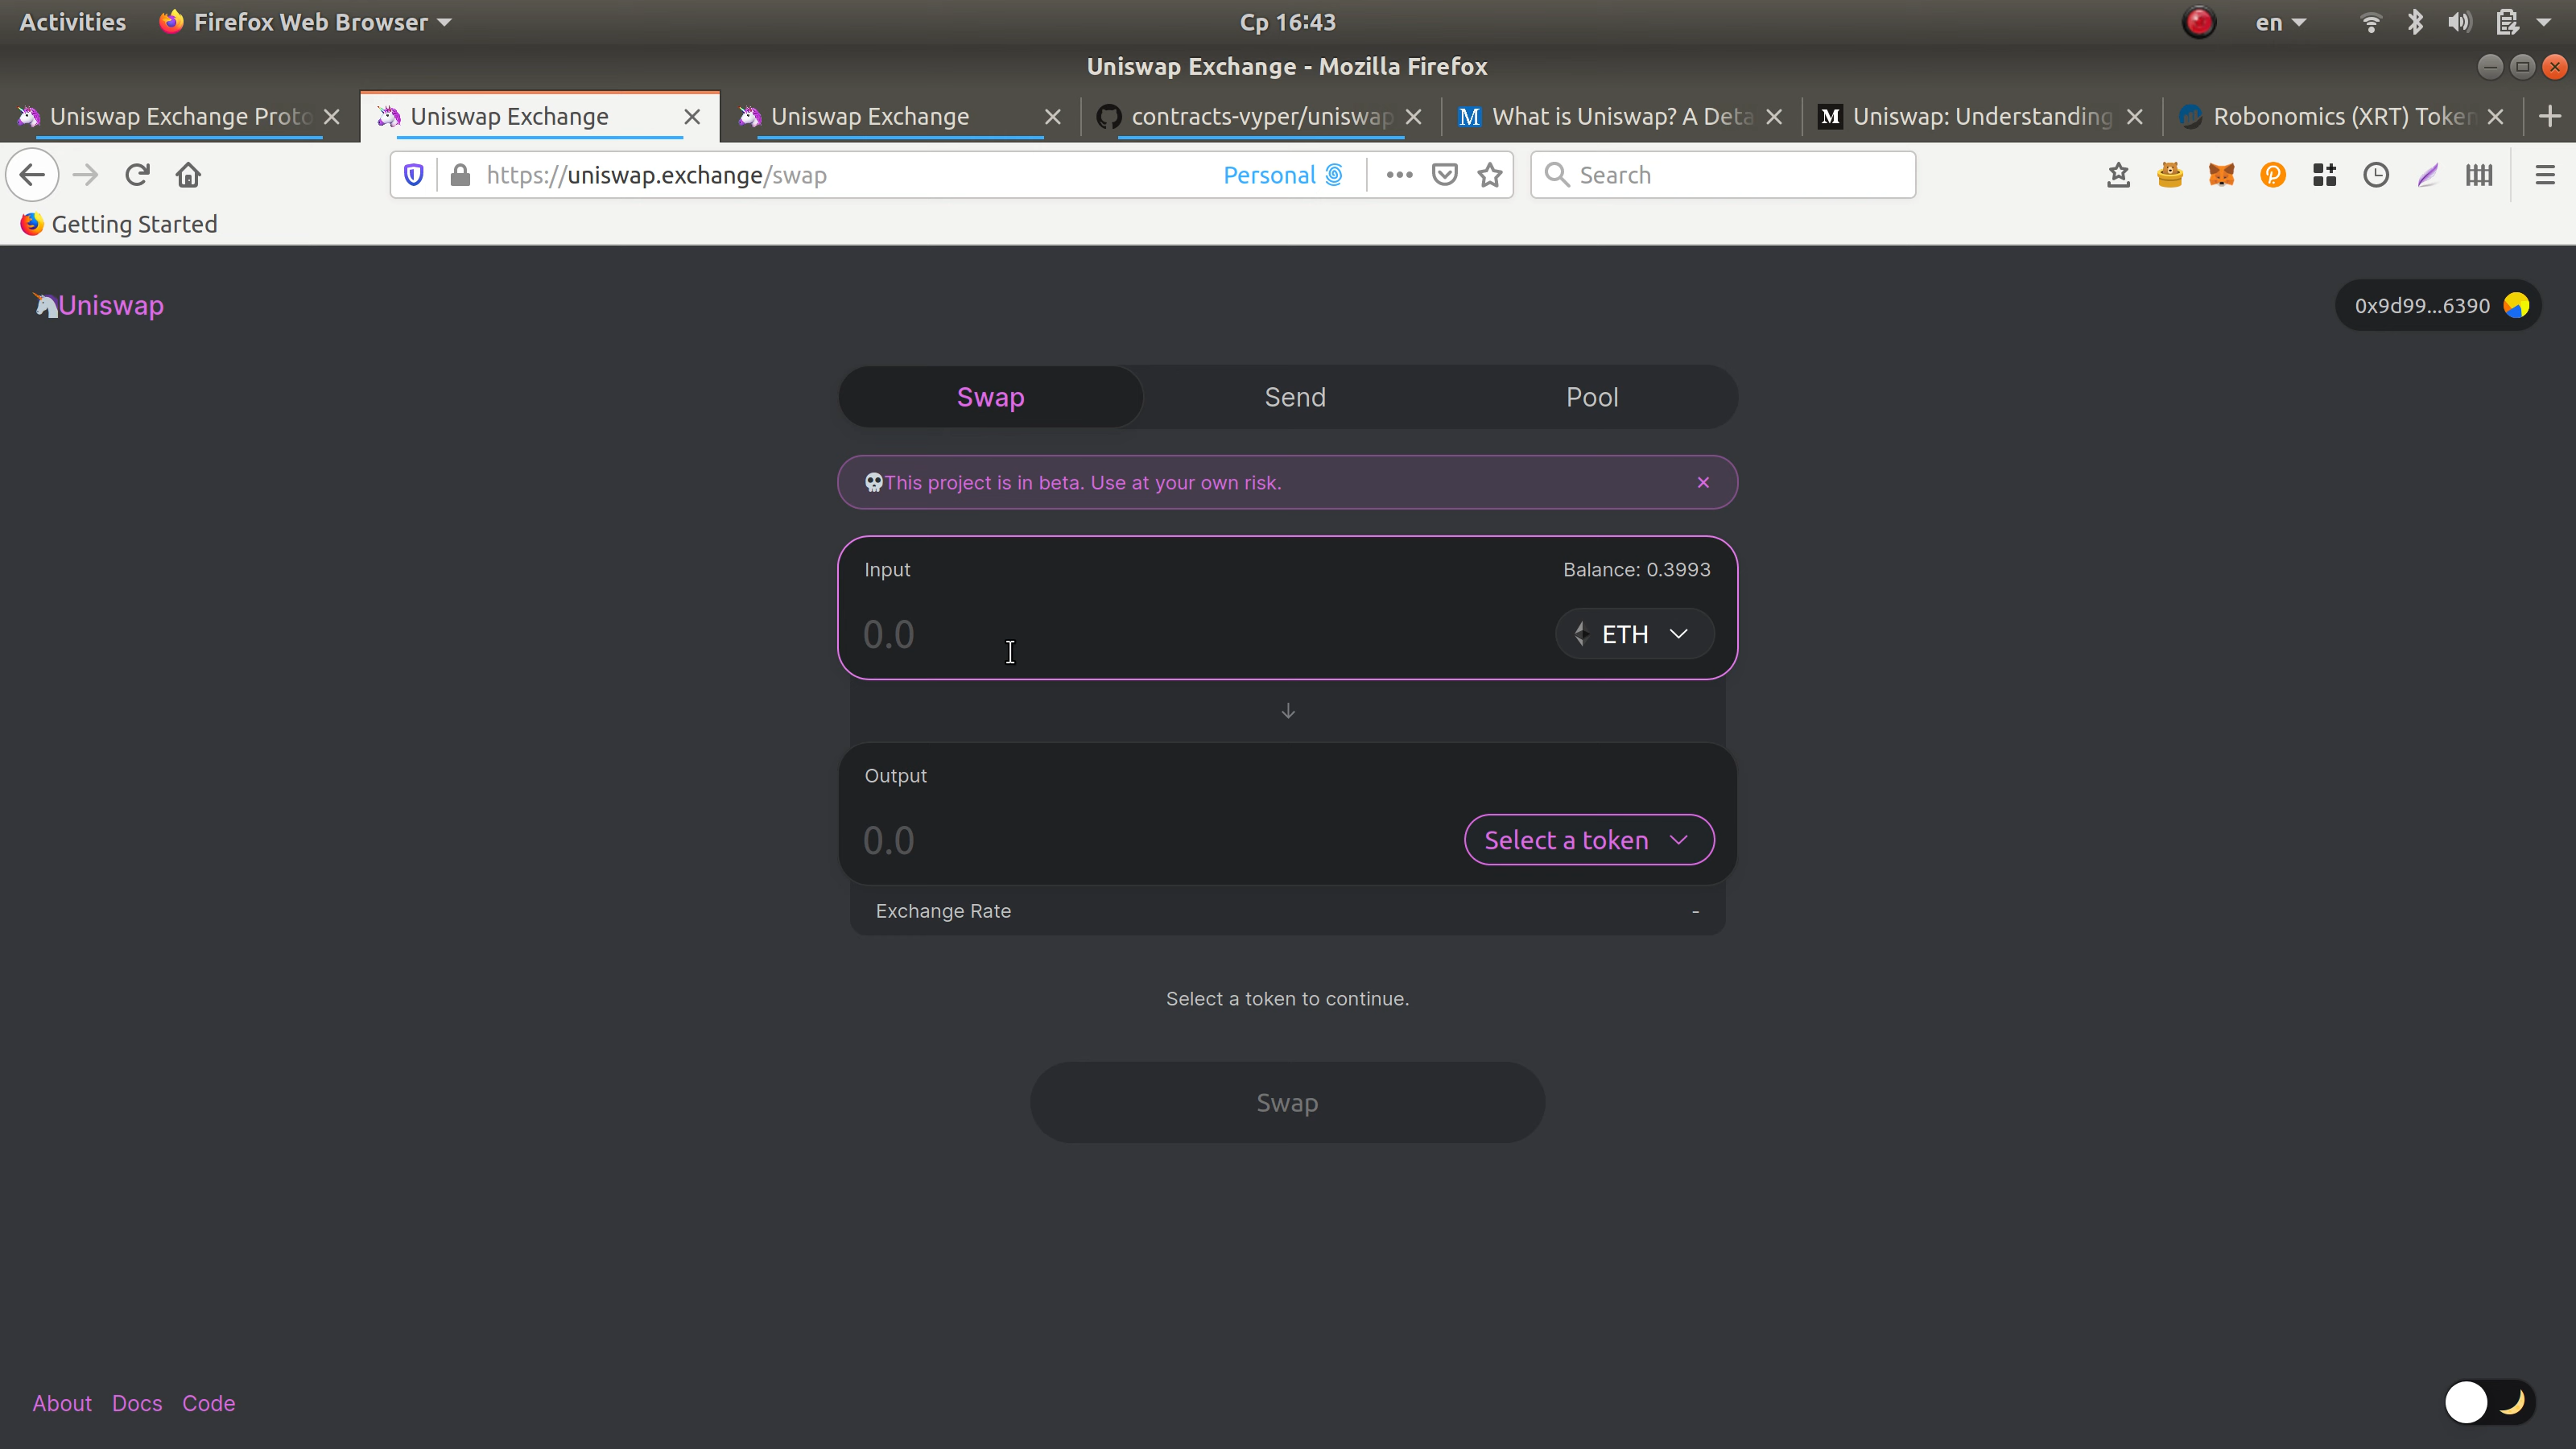 Activities Firefox Web Browser Ср 16:43 en
Uniswap Exchange - Mozilla Firefox
Uniswap Exchange Proto Uniswap Exchange Uniswap Exchange contracts-vyper/uniswap What is Uniswap? A Deta Uniswap: Understanding Robonomics (XRT) Token
https://uniswap.exchange/swap Personal Search
Getting Started
Uniswap 0x9d99...6390
Swap Send Pool
This project is in beta. Use at your own risk.
Input Balance: 0.3993
0.0 ETH
Output
0.0 Select a token
Exchange Rate -
Select a token to continue.
Swap
About Docs Code